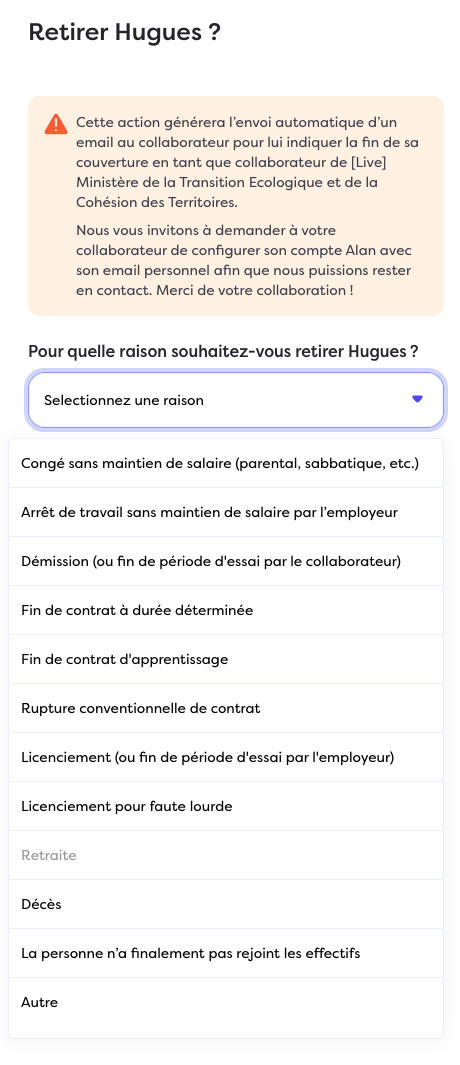 Retirer Hugues ?
Cette action générera l’envoi automatique d’un
email au collaborateur pour lui indiquer la fin de sa
couverture en tant que collaborateur de [Live]
Ministère de la Transition Ecologique et de la
Cohésion des Territoires.
Nous vous invitons à demander à votre
collaborateur de configurer son compte Alan avec
son email personnel afin que nous puissions rester
en contact. Merci de votre collaboration !
Pour quelle raison souhaitez-vous retirer Hugues ?
Selectionnez une raison
Congé sans maintien de salaire (parental, sabbatique, etc.)
Arrêt de travail sans maintien de salaire par l’employeur
Démission (ou fin de période d'essai par le collaborateur)
Fin de contrat à durée déterminée
Fin de contrat d'apprentissage
Rupture conventionnelle de contrat
Licenciement (ou fin de période d'essai par l'employeur)
Licenciement pour faute lourde
Retraite
Décès
La personne n’a finalement pas rejoint les effectifs
Autre